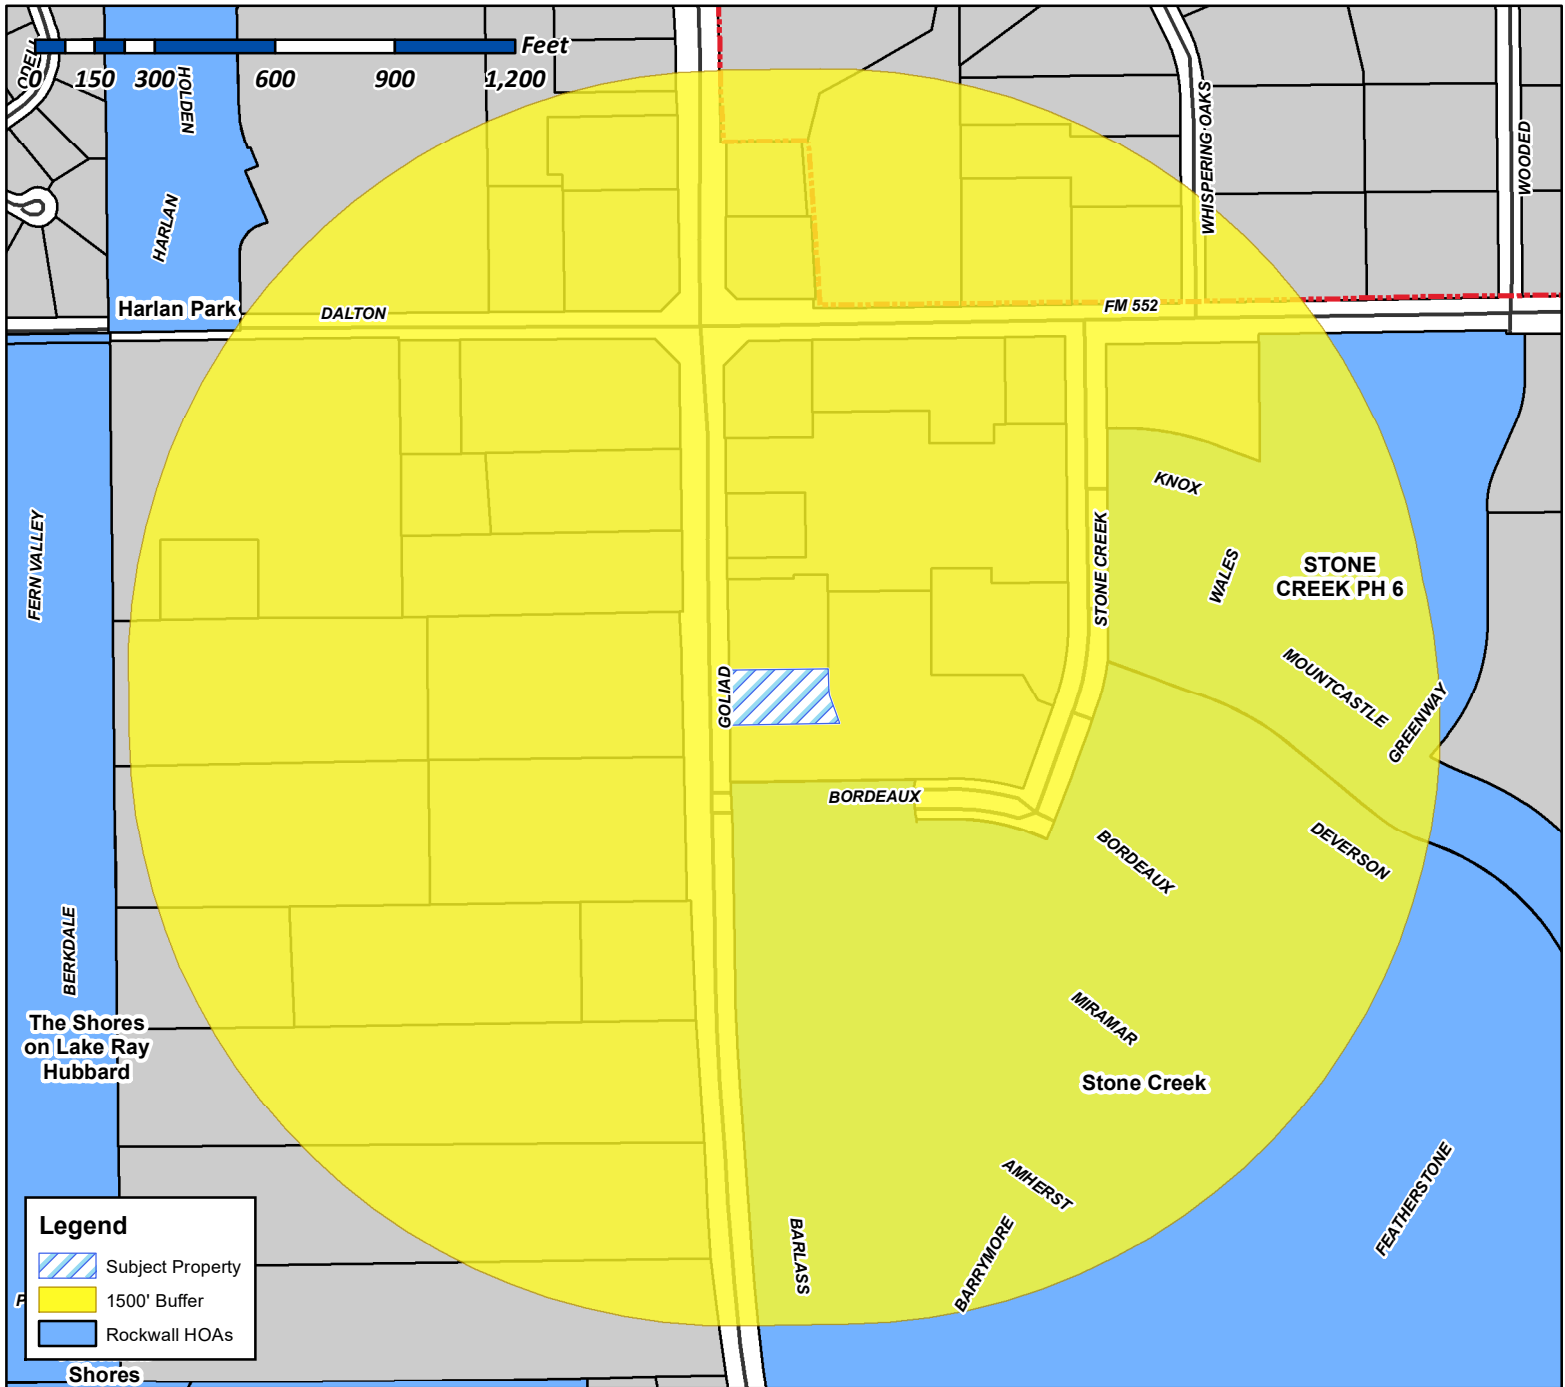 Feet
0 150 300 600 900 1,200
HOLDEN
HARLAN
Harlan Park
DALTON
FM 552
WHISPERING OAKS
WOODED
KNOX
WALES
STONE
CREEK PH 6
STONE CREEK
MOUNTCASTLE
GREENWAY
FERN VALLEY
GOLIAD
BORDEAUX
BORDEAUX
DEVERSON
BERKDALE
The Shores
on Lake Ray
Hubbard
MIRAMAR
Stone Creek
AMHERST
BARRYMORE
BARLASS
FEATHERSTONE
Legend
Subject Property
1500' Buffer
Rockwall HOAs
Shores